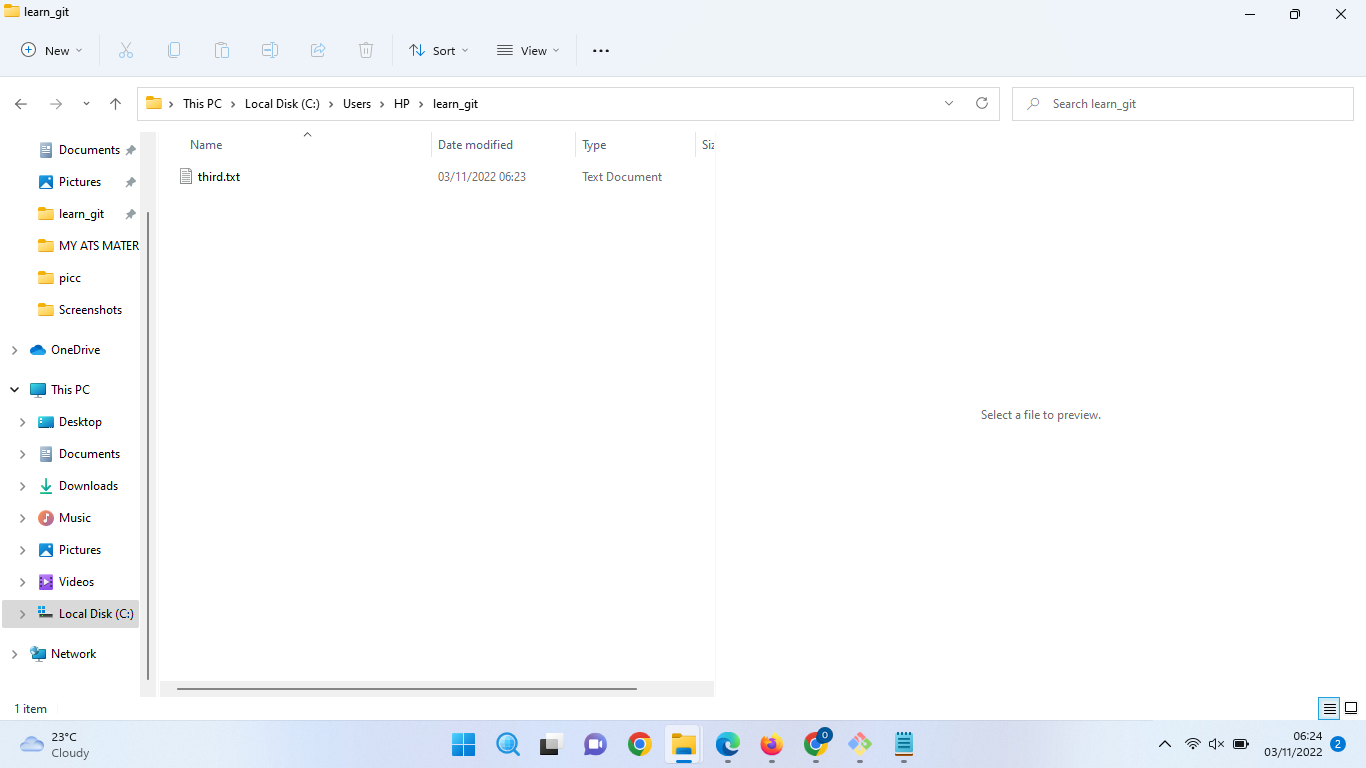 learn_git
New
Sort
View
This PC
Local Disk (C:)
Users
HP
learn_git
Search learn_git
Documents
Pictures
learn_git
MY ATS MATER
picc
Screenshots
OneDrive
This PC
Desktop
Documents
Downloads
Music
Pictures
Videos
Local Disk (C:)
Network
Name
Date modified
Type
Siz
third.txt
03/11/2022 06:23
Text Document
Select a file to preview.
1 item
23°C
Cloudy
0
06:24
03/11/2022
2